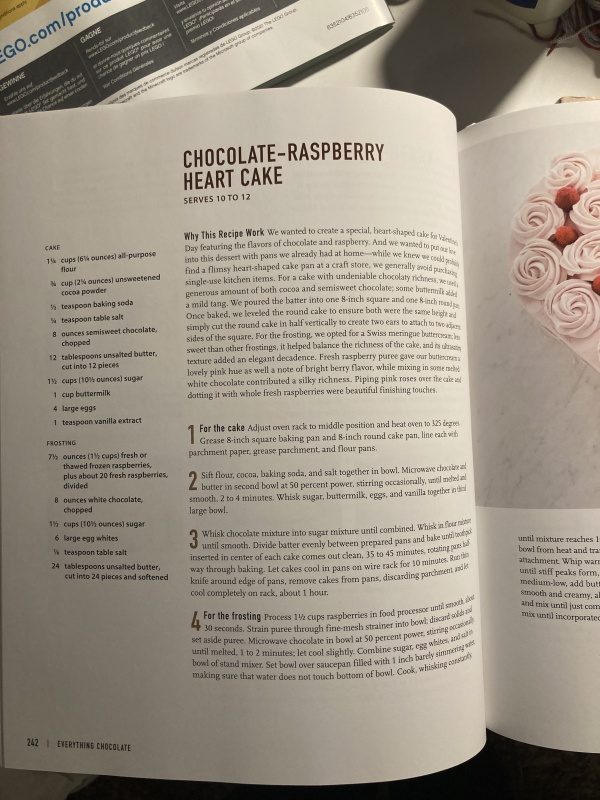 EGO.com/produ
GAGNE
GEWINNE
Términos y Condiciones aplicables
CHOCOLATE–RASPBERRY
HEART CAKE
SERVES 10 TO 12
CAKE
1¼ cups (6¼ ounces) all-purpose
flour
¾ cup (2¼ ounces) unsweetened
cocoa powder
½ teaspoon baking soda
¼ teaspoon table salt
8 ounces semisweet chocolate,
chopped
12 tablespoons unsalted butter,
cut into 12 pieces
1½ cups (10½ ounces) sugar
1 cup buttermilk
4 large eggs
1 teaspoon vanilla extract
FROSTING
7½ ounces (1½ cups) fresh or
thawed frozen raspberries,
plus about 20 fresh raspberries,
divided
8 ounces white chocolate,
chopped
1½ cups (10½ ounces) sugar
6 large egg whites
⅛ teaspoon table salt
24 tablespoons unsalted butter,
cut into 24 pieces and softened
Why This Recipe Work We wanted to create a special, heart-shaped cake for Valentine's
Day featuring the flavors of chocolate and raspberry. And we wanted to put our love
into this dessert with pans we already had at home—while we knew we could probably
find a flimsy heart-shaped cake pan at a craft store, we generally avoid purchasing
single-use kitchen items. For a cake with undeniable chocolaty richness, we used a
generous amount of both cocoa and semisweet chocolate; some buttermilk added
a mild tang. We poured the batter into one 8-inch square and one 8-inch round pan.
Once baked, we leveled the round cake to ensure both were the same height and
simply cut the round cake in half vertically to create two ears to attach to two adjacent
sides of the square. For the frosting, we opted for a Swiss meringue buttercream; less
sweet than other frostings, it helped balance the richness of the cake, and its ultrasatiny
texture added an elegant decadence. Fresh raspberry puree gave our buttercream a
lovely pink hue as well a note of bright berry flavor, while mixing in some melted
white chocolate contributed a silky richness. Piping pink roses over the cake and
dotting it with whole fresh raspberries were beautiful finishing touches.
1 For the cake Adjust oven rack to middle position and heat oven to 325 degrees.
Grease 8-inch square baking pan and 8-inch round cake pan, line each with
parchment paper, grease parchment, and flour pans.
2 Sift flour, cocoa, baking soda, and salt together in bowl. Microwave chocolate and
butter in second bowl at 50 percent power, stirring occasionally, until melted and
smooth, 2 to 4 minutes. Whisk sugar, buttermilk, eggs, and vanilla together in third
large bowl.
3 Whisk chocolate mixture into sugar mixture until combined. Whisk in flour mixture
until smooth. Divide batter evenly between prepared pans and bake until toothpick
inserted in center of each cake comes out clean, 35 to 45 minutes, rotating pans half-
way through baking. Let cakes cool in pans on wire rack for 10 minutes. Run thin
knife around edge of pans, remove cakes from pans, discarding parchment, and let
cool completely on rack, about 1 hour.
4 For the frosting Process 1½ cups raspberries in food processor until smooth, about
30 seconds. Strain puree through fine-mesh strainer into bowl; discard solids and
set aside puree. Microwave chocolate in bowl at 50 percent power, stirring occasionally,
until melted, 1 to 2 minutes; let cool slightly. Combine sugar, egg whites, and salt in
bowl of stand mixer. Set bowl over saucepan filled with 1 inch barely simmering water,
making sure that water does not touch bottom of bowl. Cook, whisking constantly,
242 | EVERYTHING CHOCOLATE
until mixture reaches 1
bowl from heat and tra
attachment. Whip warm
until stiff peaks form,
medium-low, add butt
smooth and creamy, a
and mix until just com
mix until incorporated